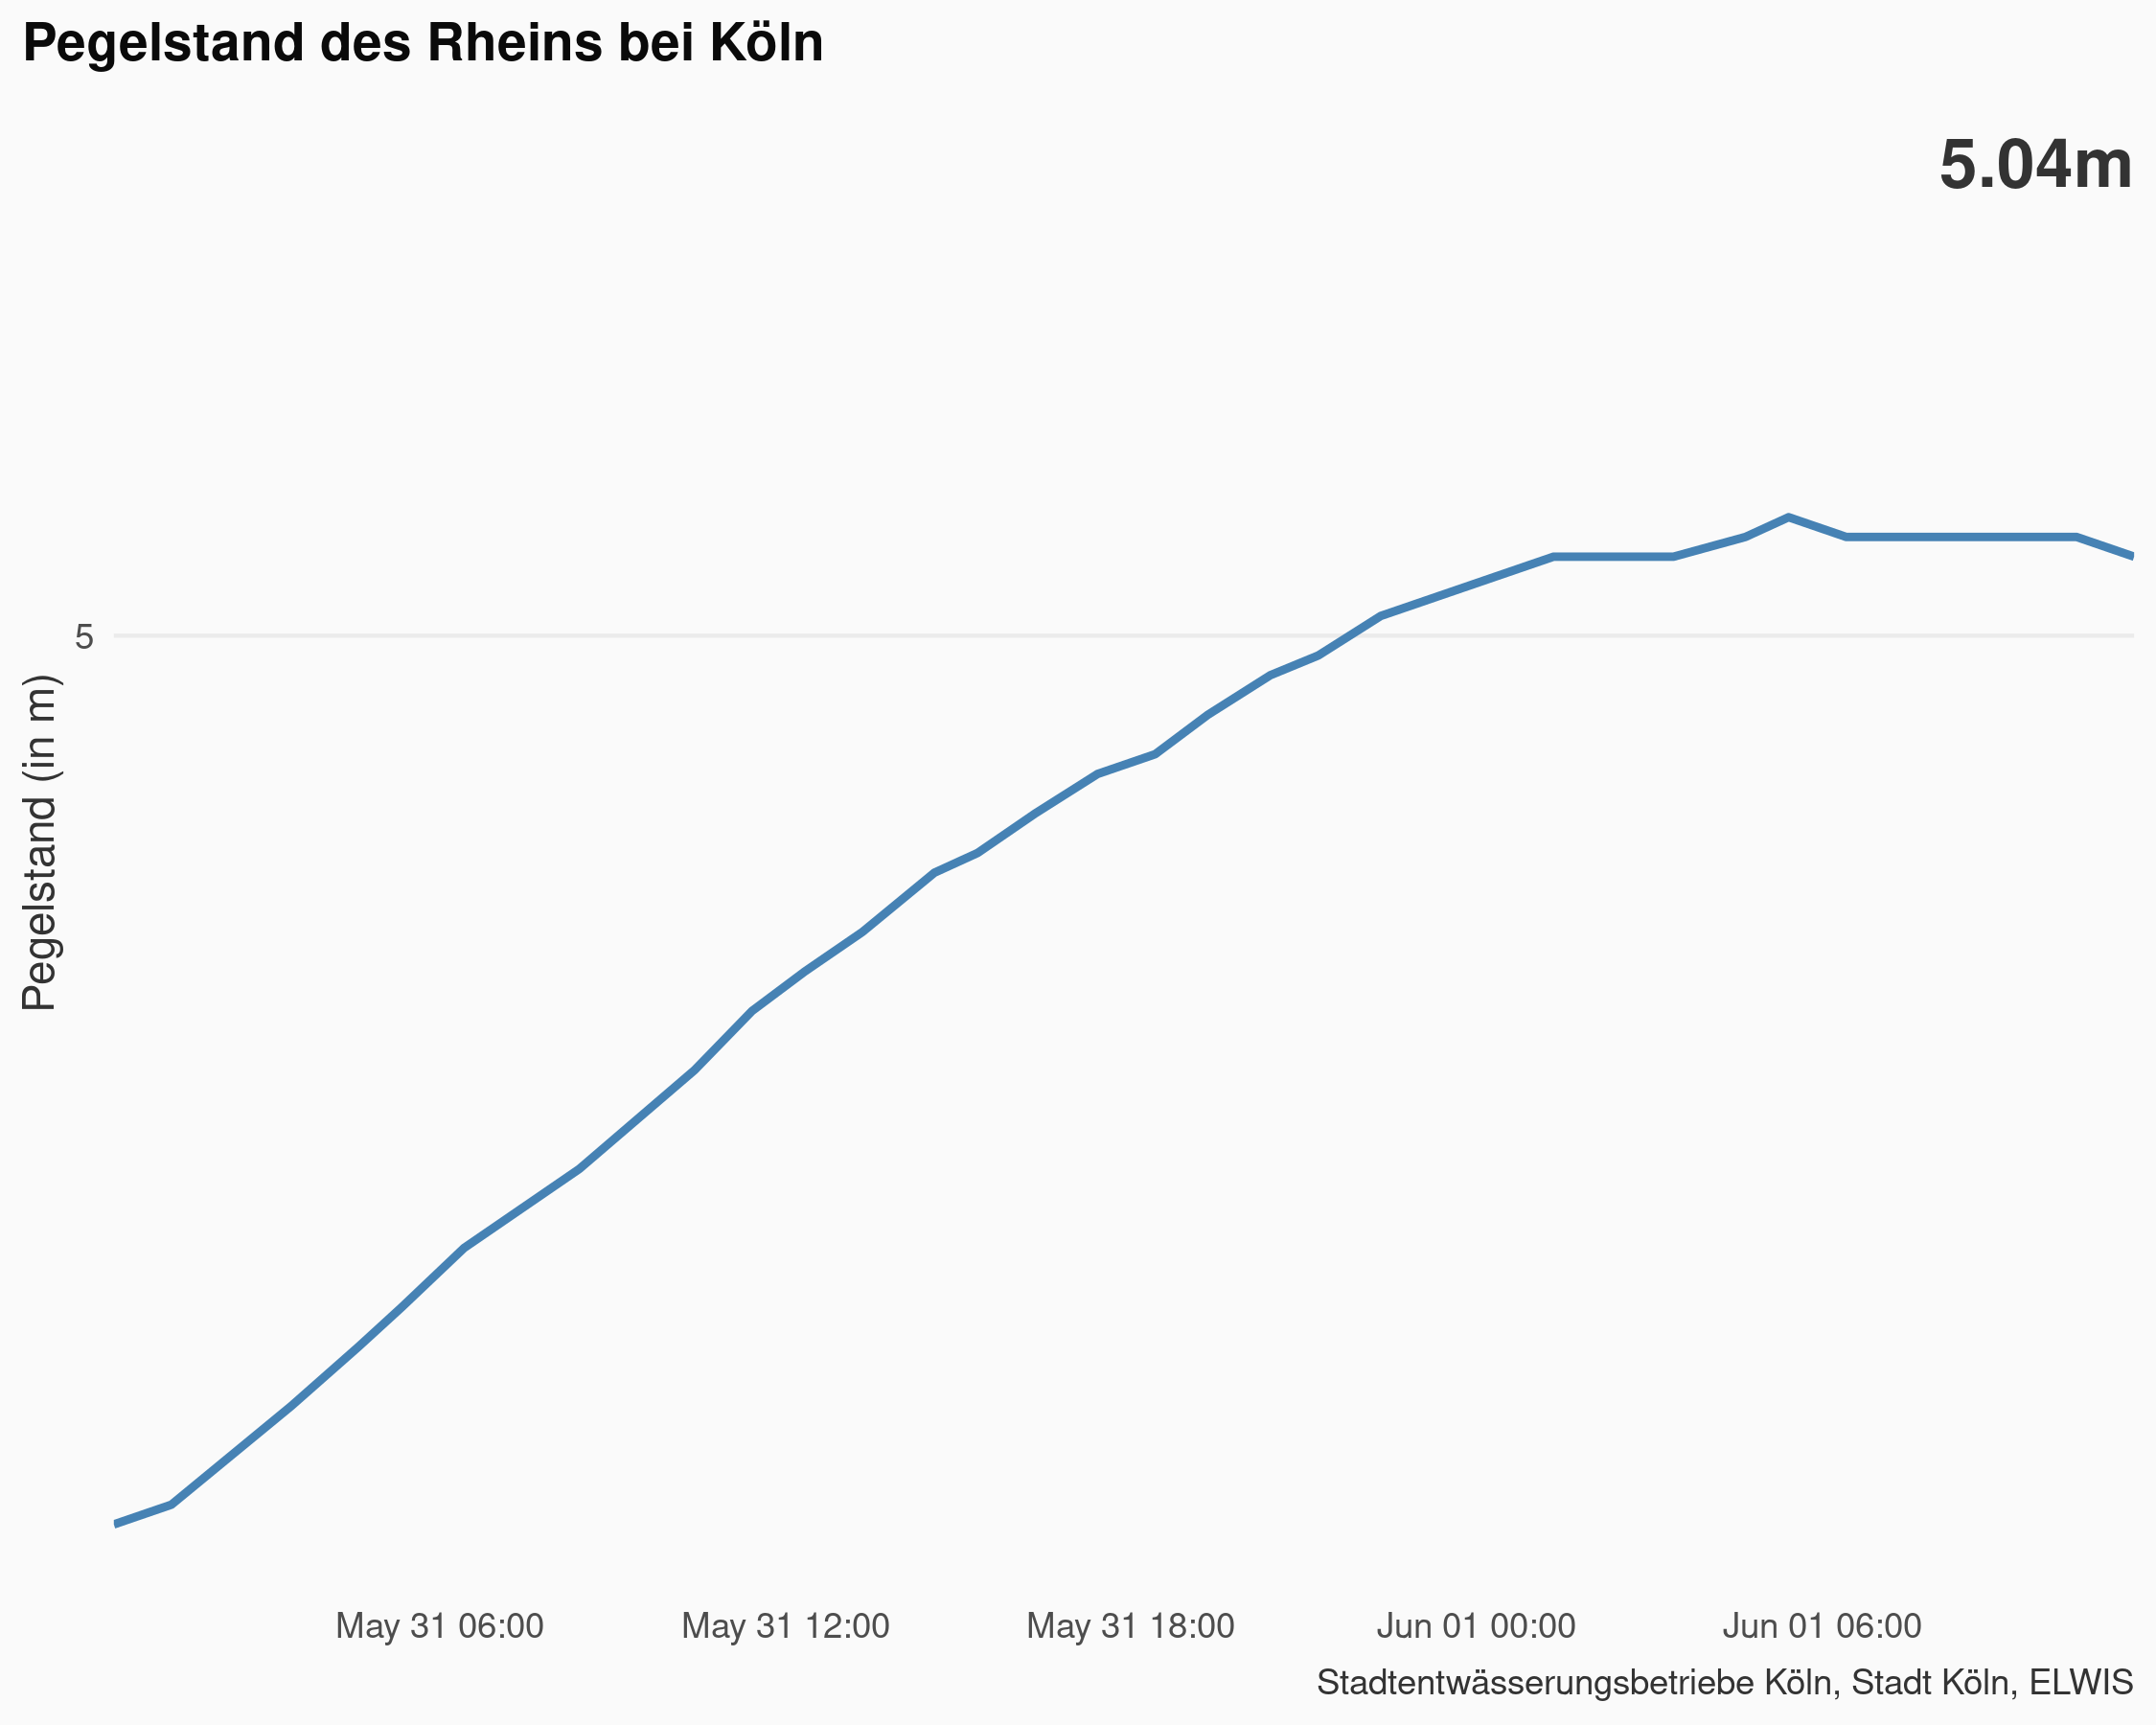 Pegelstand des Rheins bei Köln
5.04m
5
Pegelstand (in m)
May 31 06:00
May 31 12:00
May 31 18:00
Jun 01 00:00
Jun 01 06:00
Stadtentwässerungsbetriebe Köln, Stadt Köln, ELWIS